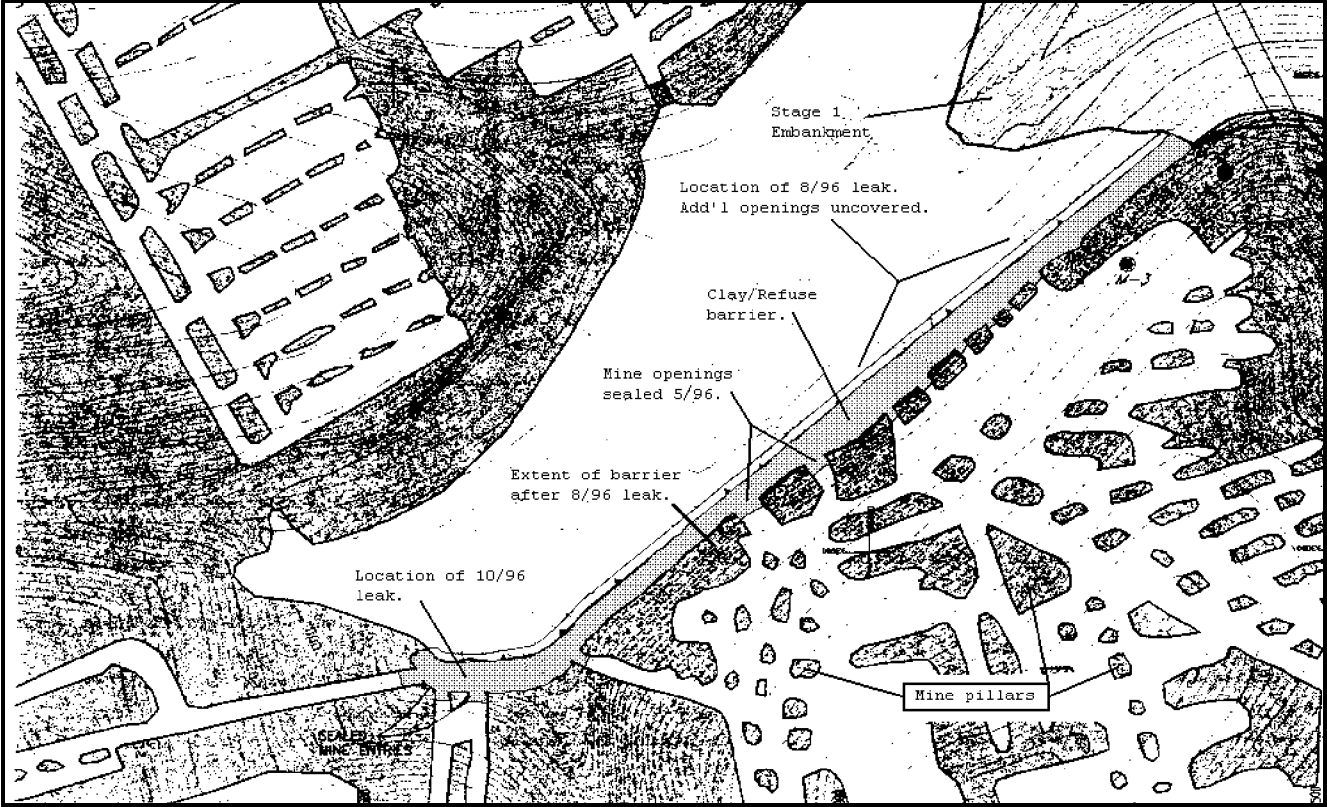 Stage 1
Embankment
Location of 8/96 leak.
Add'l openings uncovered.
Clay/Refuse
barrier.
Mine openings
sealed 5/96.
Extent of barrier
after 8/96 leak.
Location of 10/96
leak.
Mine pillars
SEALED
MINE ENTRIES